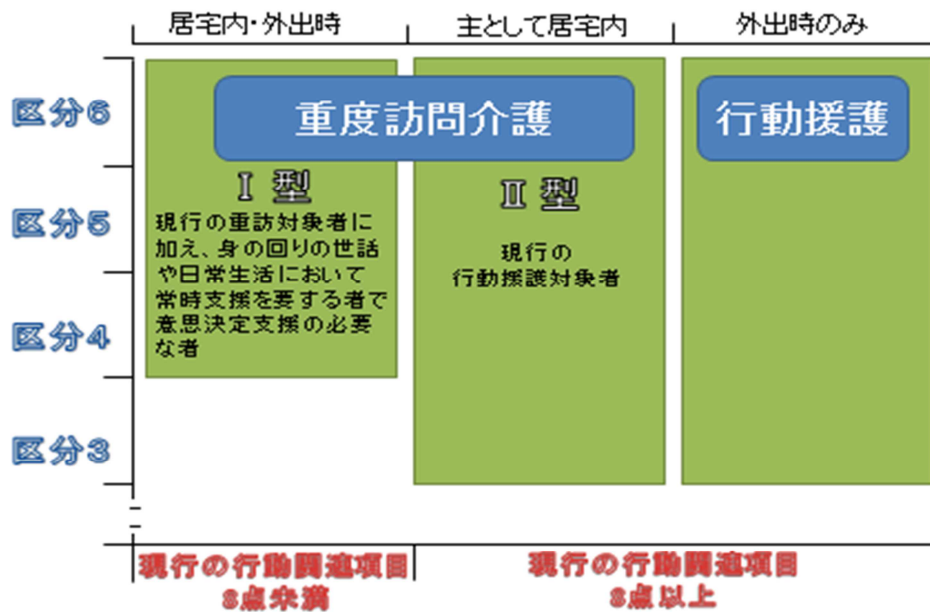 居宅内・外出時
主として居宅内
外出時のみ
区分6
区分5
区分4
区分3
重度訪問介護
行動援護
Ⅰ型
現行の重訪対象者に
加え、身の回りの世話
や日常生活において
常時支援を要する者で
意思決定支援の必要
な者
Ⅱ型
現行の
行動援護対象者
現行の行動関連項目
8点未満
現行の行動関連項目
8点以上